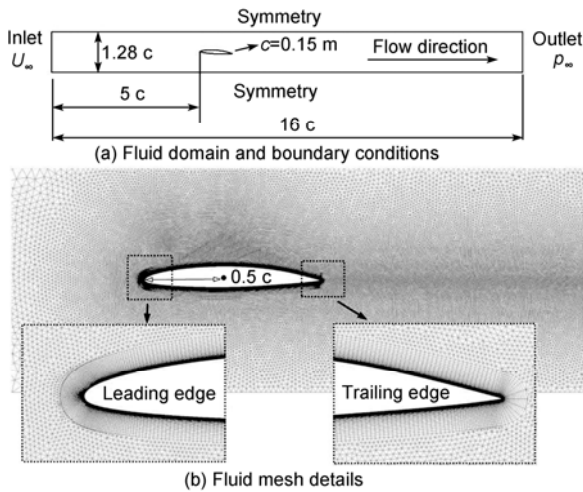 Symmetry
Inlet
U∞
1.28 c
c=0.15 m
Flow direction
Outlet
p∞
5 c
Symmetry
16 c
(a) Fluid domain and boundary conditions
0.5 c
Leading edge
Trailing edge
(b) Fluid mesh details